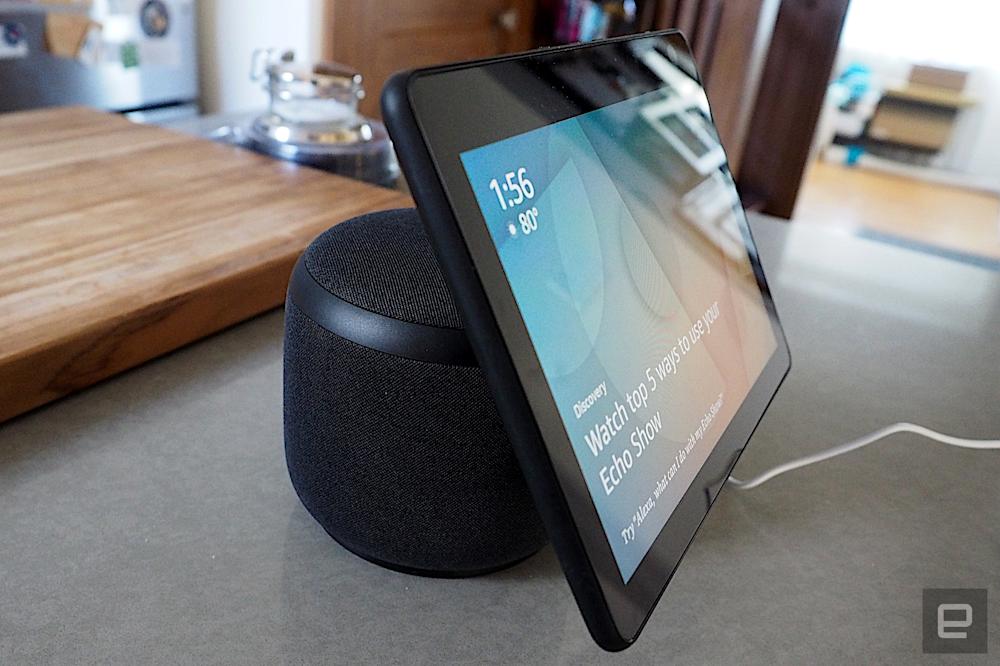 1:56
80°
Discovery
Watch top 5 ways to use your
Echo Show
Try "Alexa, what can I do with my Echo Show?"
e